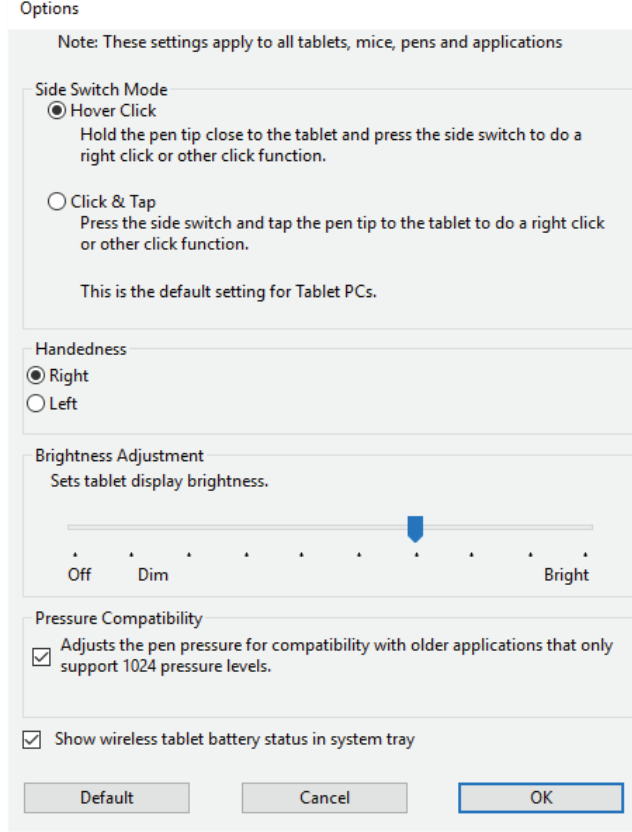 Options
Note: These settings apply to all tablets, mice, pens and applications
Side Switch Mode
Hover Click
Hold the pen tip close to the tablet and press the side switch to do a
right click or other click function.
Click & Tap
Press the side switch and tap the pen tip to the tablet to do a right click
or other click function.
This is the default setting for Tablet PCs.
Handedness
Right
Left
Brightness Adjustment
Sets tablet display brightness.
Off Dim Bright
Pressure Compatibility
Adjusts the pen pressure for compatibility with older applications that only
support 1024 pressure levels.
Show wireless tablet battery status in system tray
Default Cancel OK